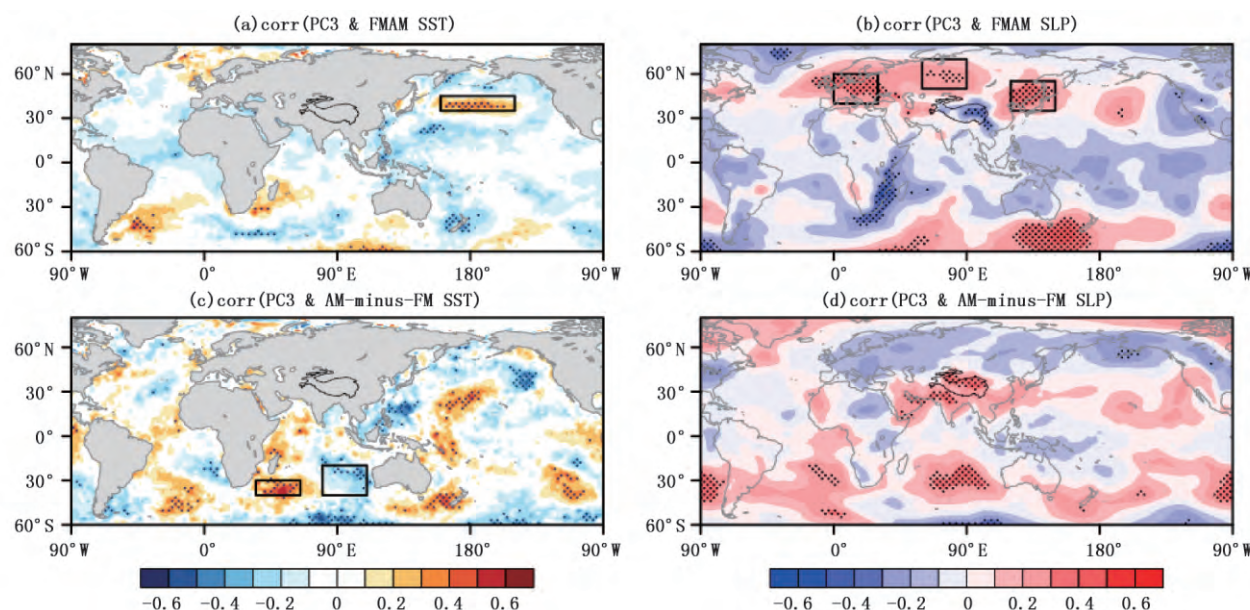 (a)corr(PC3 & FMAM SST)
60°N
30°
0°
30°
60°S
90°W 0° 90°E 180° 90°W
(b)corr(PC3 & FMAM SLP)
60°N
30°
0°
30°
60°S
90°W 0° 90°E 180° 90°W
(c)corr(PC3 & AM-minus-FM SST)
60°N
30°
0°
30°
60°S
90°W 0° 90°E 180° 90°W
-0.6 -0.4 -0.2 0 0.2 0.4 0.6
(d)corr(PC3 & AM-minus-FM SLP)
60°N
30°
0°
30°
60°S
90°W 0° 90°E 180° 90°W
-0.6 -0.4 -0.2 0 0.2 0.4 0.6